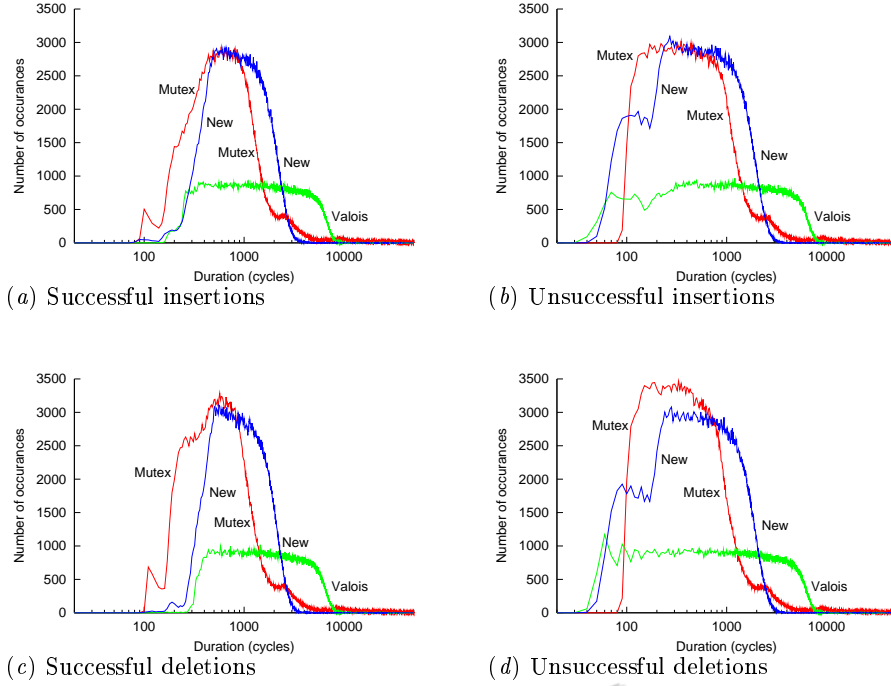 3500
3000
2500
2000
1500
1000
500
0
Number of occurances
Mutex
New
Mutex
New
Valois
100 1000 10000
Duration (cycles)
(a) Successful insertions
3500
3000
2500
2000
1500
1000
500
0
Number of occurances
Mutex
New
Mutex
New
Valois
100 1000 10000
Duration (cycles)
(b) Unsuccessful insertions
3500
3000
2500
2000
1500
1000
500
0
Number of occurances
Mutex
New
Mutex
New
Valois
100 1000 10000
Duration (cycles)
(c) Successful deletions
3500
3000
2500
2000
1500
1000
500
0
Number of occurances
Mutex
New
Mutex
New
Valois
100 1000 10000
Duration (cycles)
(d) Unsuccessful deletions